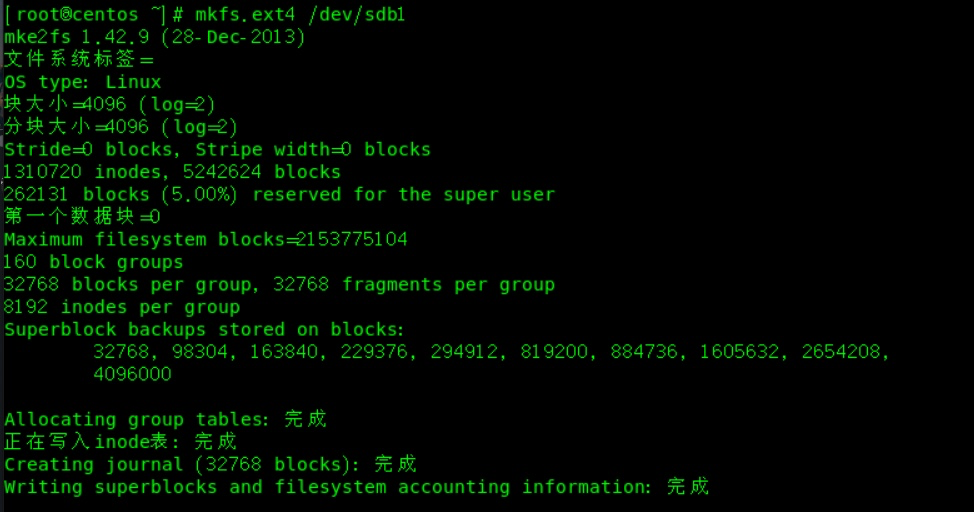 [root@centos ~]# mkfs.ext4 /dev/sdb1
mke2fs 1.42.9 (28-Dec-2013)
文件系统标签=
OS type: Linux
块大小=4096 (log=2)
分块大小=4096 (log=2)
Stride=0 blocks, Stripe width=0 blocks
1310720 inodes, 5242624 blocks
262131 blocks (5.00%) reserved for the super user
第一个数据块=0
Maximum filesystem blocks=2153775104
160 block groups
32768 blocks per group, 32768 fragments per group
8192 inodes per group
Superblock backups stored on blocks:
32768, 98304, 163840, 229376, 294912, 819200, 884736, 1605632, 2654208,
4096000
Allocating group tables: 完成
正在写入inode表: 完成
Creating journal (32768 blocks): 完成
Writing superblocks and filesystem accounting information: 完成